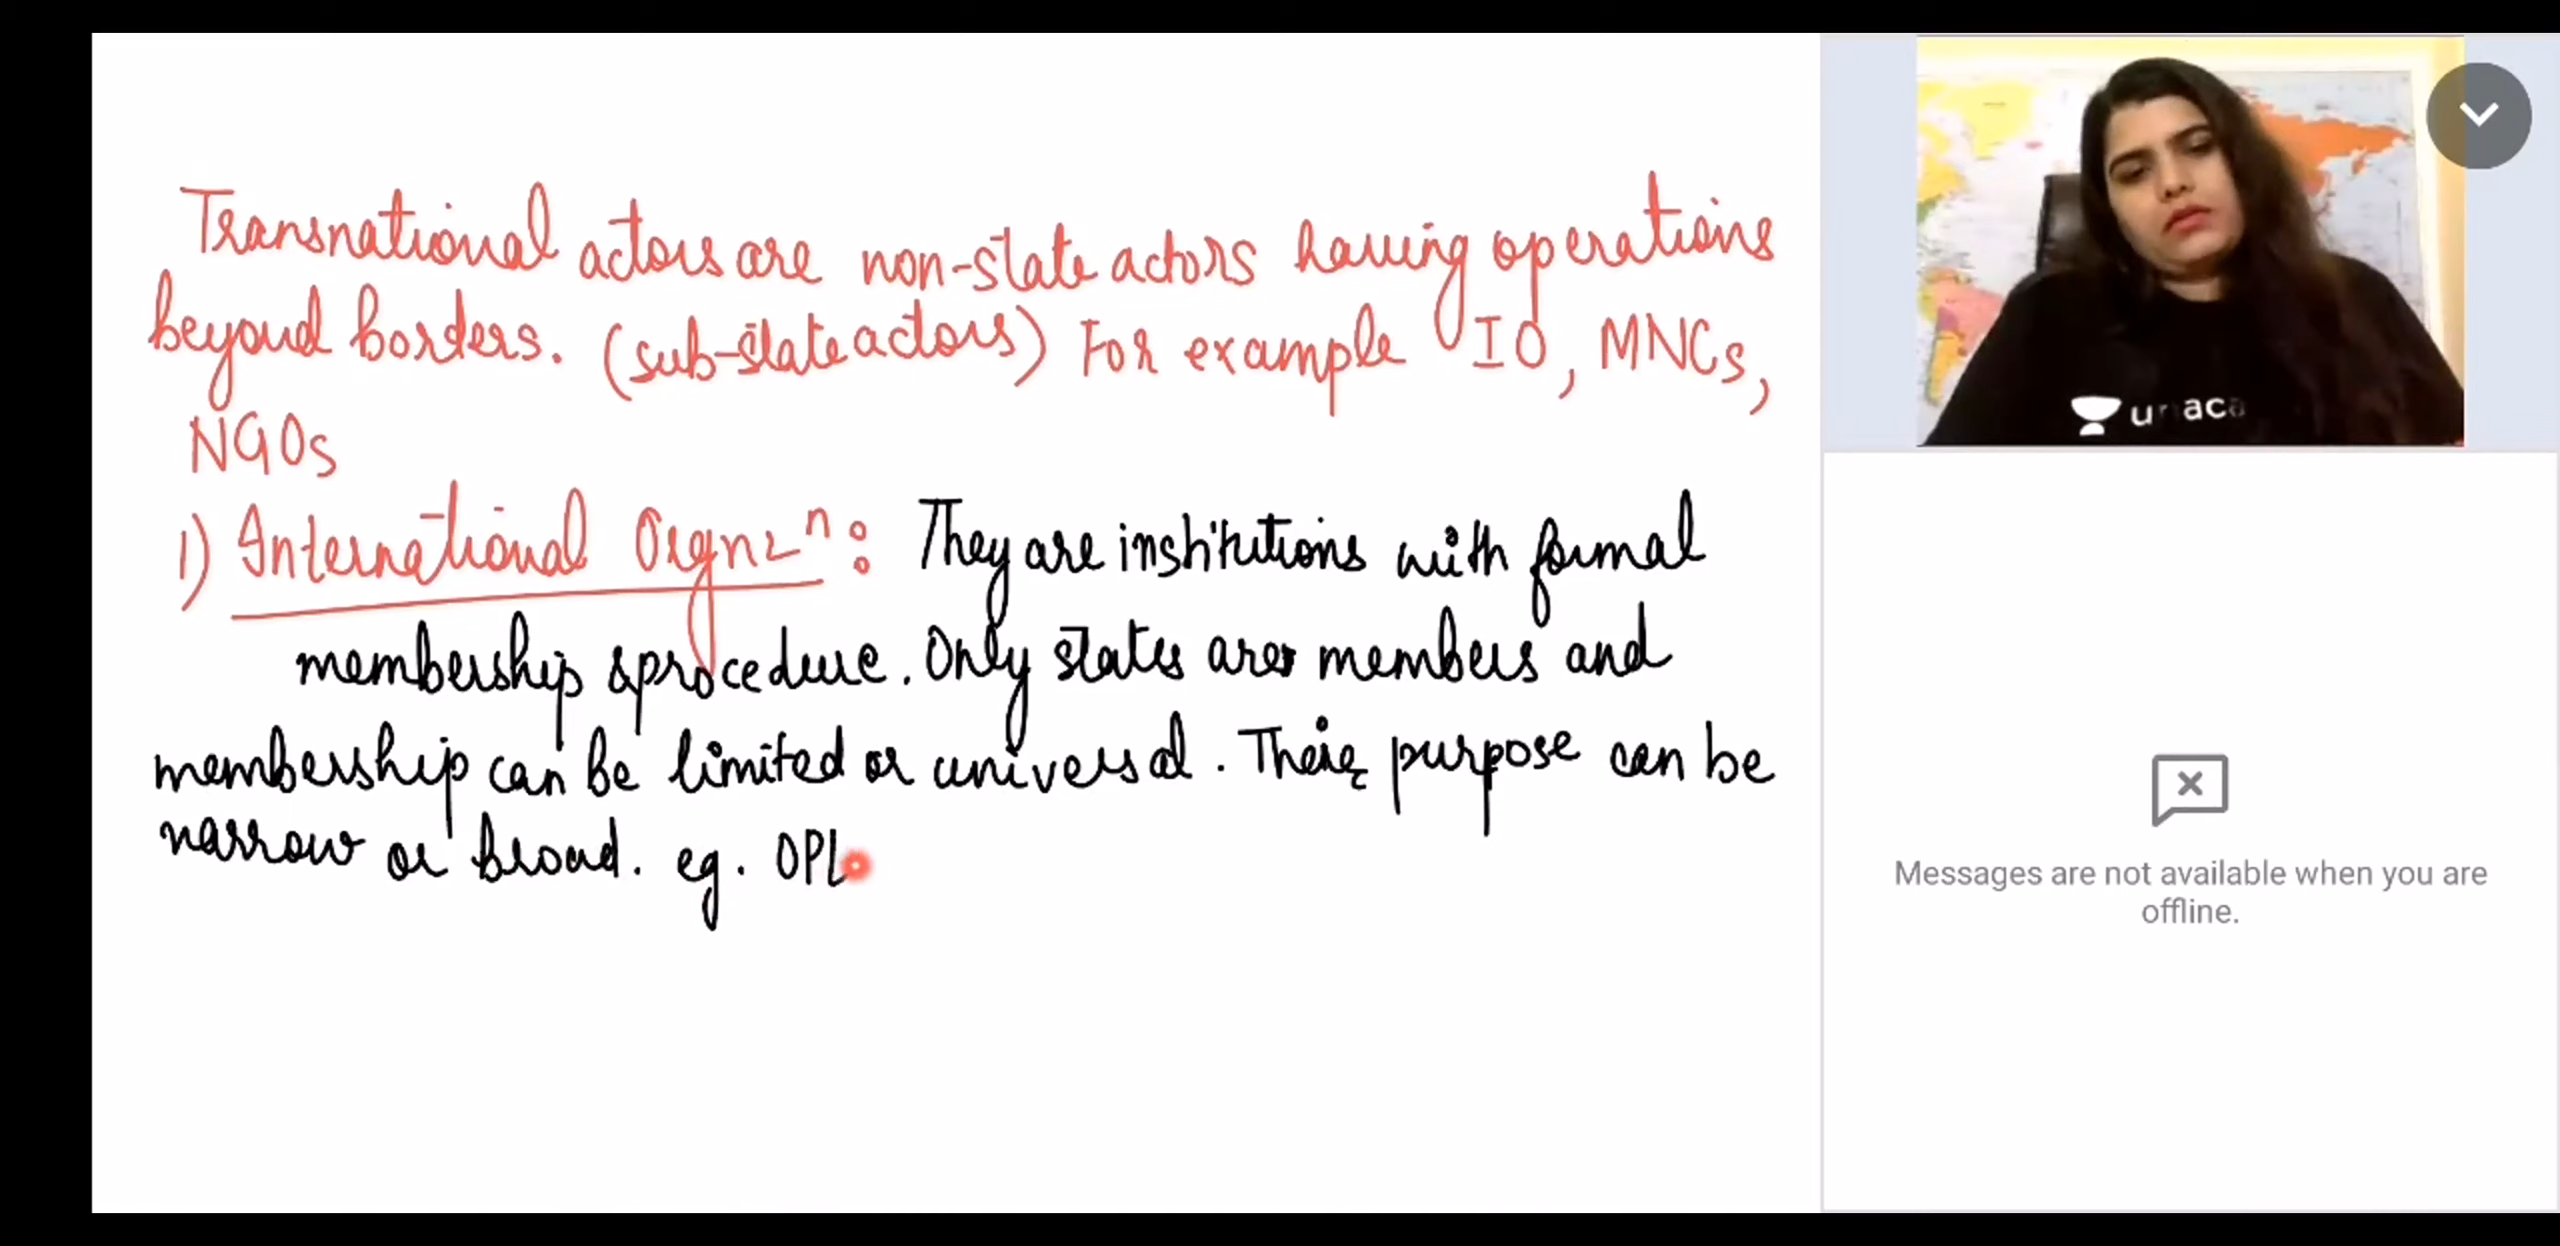 Transnational actors are non-state actors having operations
beyond borders. (sub-state actors) For example IO, MNCs,
NGOs
1) International Orgnzⁿ: They are institutions with formal
membership & procedure. Only states are members and
membership can be limited or universal. Their purpose can be
narrow or broad. eg. OPL
unaca
Messages are not available when you are
offline.